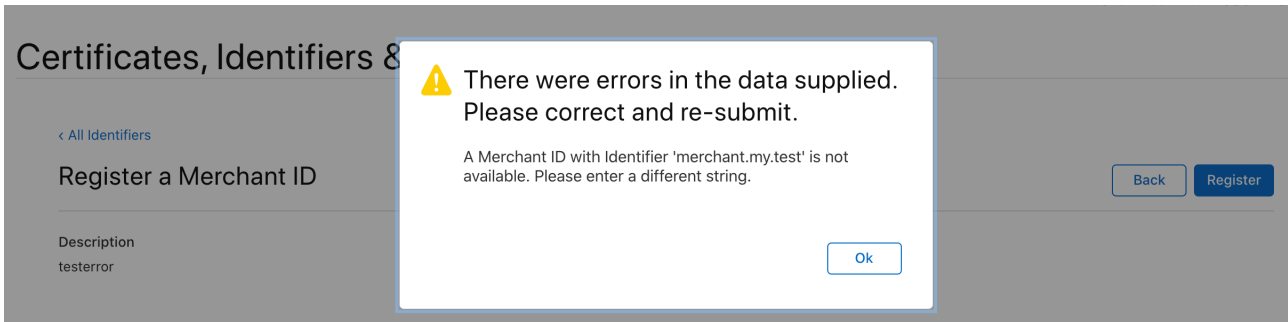 Certificates, Identifiers &
There were errors in the data supplied.
Please correct and re-submit.
A Merchant ID with Identifier 'merchant.my.test' is not
available. Please enter a different string.
Ok
< All Identifiers
Register a Merchant ID
Back
Register
Description
testerror